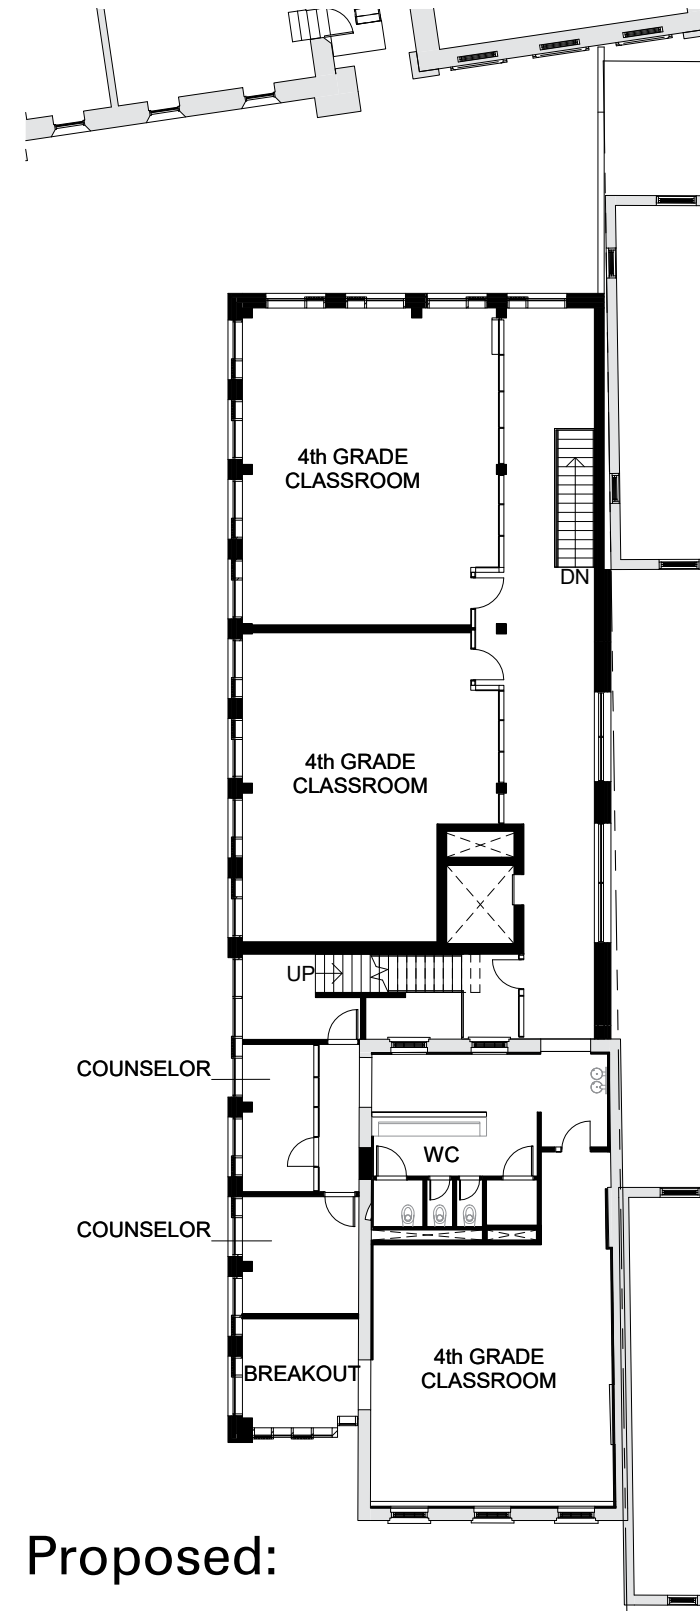 4th GRADE
CLASSROOM
DN
4th GRADE
CLASSROOM
UP
COUNSELOR
WC
COUNSELOR
4th GRADE
CLASSROOM
BREAKOUT
Proposed: